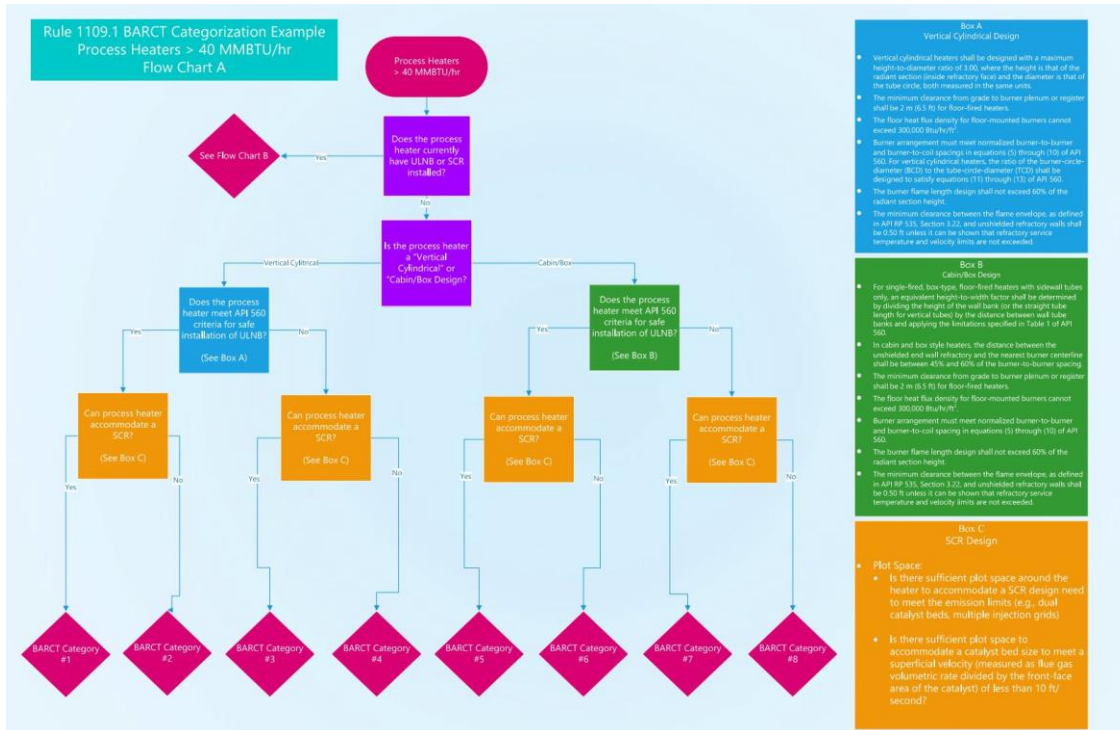 Rule 1109.1 BARCT Categorization Example
Process Heaters > 40 MMBTU/hr
Flow Chart A
Process Heaters
> 40 MMBTU/hr
Does the process
heater currently
have ULNB or SCR
installed?
Yes
See Flow Chart B
No
Is the process heater
a "Vertical
Cylindrical" or
"Cabin/Box Design?
Vertical Cylitrical
Cabin/Box
Does the process
heater meet API 560
criteria for safe
installation of ULNB?
(See Box A)
Does the process
heater meet API 560
criteria for safe
installation of ULNB?
(See Box B)
Yes
No
Yes
No
Can process heater
accommodate a
SCR?
(See Box C)
Can process heater
accommodate a
SCR?
(See Box C)
Can process heater
accommodate a
SCR?
(See Box C)
Can process heater
accommodate a
SCR?
(See Box C)
Yes
No
Yes
No
Yes
No
Yes
No
BARCT Category
#1
BARCT Category
#2
BARCT Category
#3
BARCT Category
#4
BARCT Category
#5
BARCT Category
#6
BARCT Category
#7
BARCT Category
#8
Box A
Vertical Cylindrical Design
• Vertical cylindrical heaters shall be designed with a maximum
height-to-diameter ratio of 3.00, where the height is that of the
radiant section (inside refractory face) and the diameter is that of
the tube circle, both measured in the same units.
• The minimum clearance from grade to burner plenum or register
shall be 2 m (6.5 ft) for floor-fired heaters.
• The floor heat flux density for floor-mounted burners cannot
exceed 300,000 Btu/hr/ft².
• Burner arrangement must meet normalized burner-to-burner
and burner-to-coil spacings in equations (5) through (10) of API
560. For vertical cylindrical heaters, the ratio of the burner-circle-
diameter (BCD) to the tube-circle-diameter (TCD) shall be
designed to satisfy equations (11) through (13) of API 560.
• The burner flame length design shall not exceed 60% of the
radiant section height.
• The minimum clearance between the flame envelope, as defined
in API RP 535, Section 3.22, and unshielded refractory walls shall
be 0.50 ft unless it can be shown that refractory service
temperature and velocity limits are not exceeded.
Box B
Cabin/Box Design
• For single-fired, box-type, floor-fired heaters with sidewall tubes
only, an equivalent height-to-width factor shall be determined
by dividing the height of the wall bank (or the straight tube
length for vertical tubes) by the distance between wall tube
banks and applying the limitations specified in Table 1 of API
560.
• In cabin and box style heaters, the distance between the
unshielded end wall refractory and the nearest burner centerline
shall be between 45% and 60% of the burner-to-burner spacing.
• The minimum clearance from grade to burner plenum or register
shall be 2 m (6.5 ft) for floor-fired heaters.
• The floor heat flux density for floor-mounted burners cannot
exceed 300,000 Btu/hr/ft².
• Burner arrangement must meet normalized burner-to-burner
and burner-to-coil spacing in equations (5) through (10) of API
560.
• The burner flame length design shall not exceed 60% of the
radiant section height.
• The minimum clearance between the flame envelope, as defined
in API RP 535, Section 3.22, and unshielded refractory walls shall
be 0.50 ft unless it can be shown that refractory service
temperature and velocity limits are not exceeded.
Box C
SCR Design
• Plot Space:
• Is there sufficient plot space around the
heater to accommodate a SCR design need
to meet the emission limits (e.g., dual
catalyst beds, multiple injection grids)
• Is there sufficient plot space to
accommodate a catalyst bed size to meet a
superficial velocity (measured as flue gas
volumetric rate divided by the front-face
area of the catalyst) of less than 10 ft/
second?